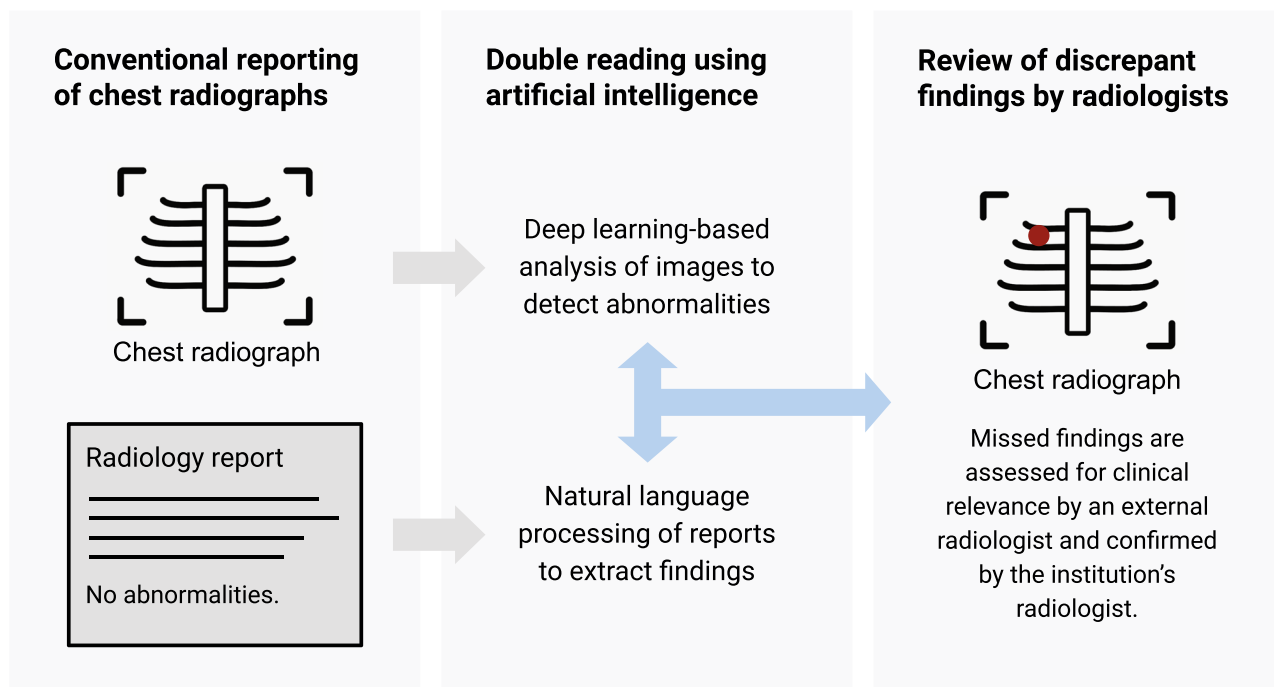 Conventional reporting
of chest radiographs
Chest radiograph
Radiology report
No abnormalities.
Double reading using
artificial intelligence
Deep learning-based
analysis of images to
detect abnormalities
Natural language
processing of reports
to extract findings
Review of discrepant
findings by radiologists
Chest radiograph
Missed findings are
assessed for clinical
relevance by an external
radiologist and confirmed
by the institution’s
radiologist.